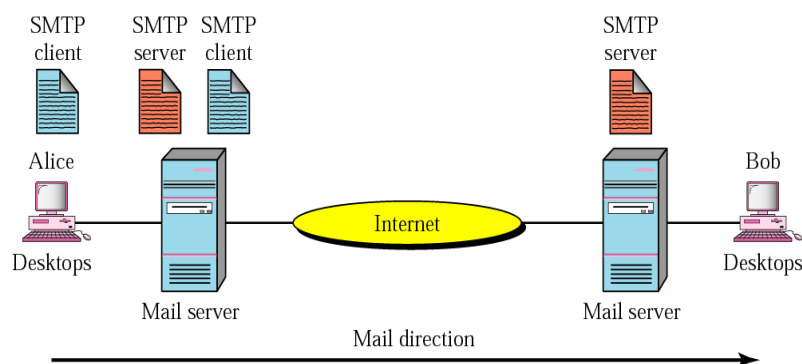 SMTP
client
SMTP
server
SMTP
client
SMTP
server
Alice
Bob
Internet
Desktops
Desktops
Mail server
Mail server
Mail direction